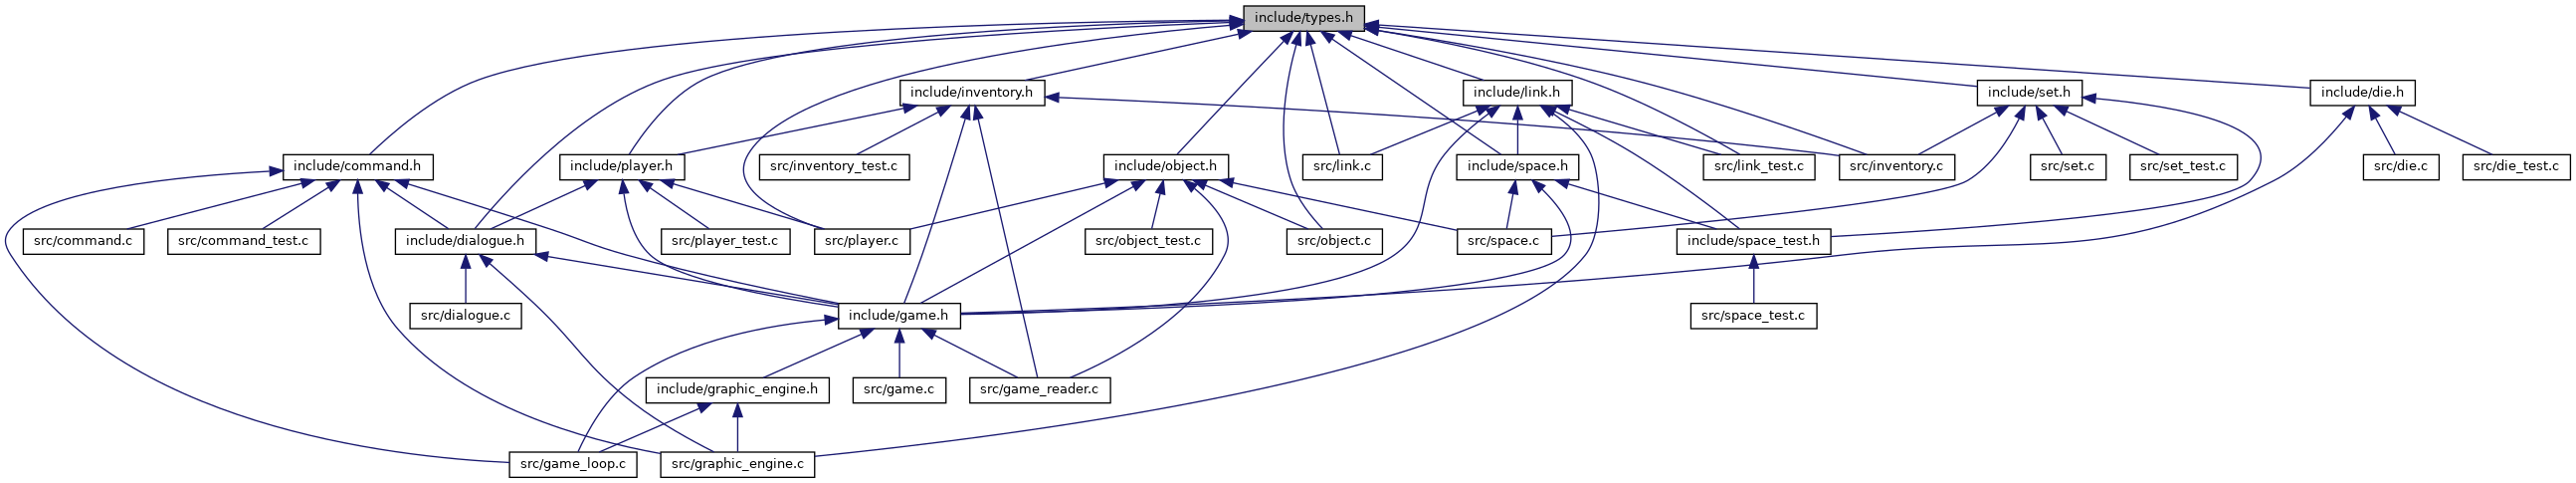 include/types.h
include/inventory.h
include/link.h
include/set.h
include/die.h
include/command.h
include/player.h
src/inventory_test.c
include/object.h
src/link.c
include/space.h
src/link_test.c
src/inventory.c
src/set.c
src/set_test.c
src/die.c
src/die_test.c
src/command.c
src/command_test.c
include/dialogue.h
src/player_test.c
src/player.c
src/object_test.c
src/object.c
src/space.c
include/space_test.h
src/dialogue.c
include/game.h
src/space_test.c
include/graphic_engine.h
src/game.c
src/game_reader.c
src/game_loop.c
src/graphic_engine.c